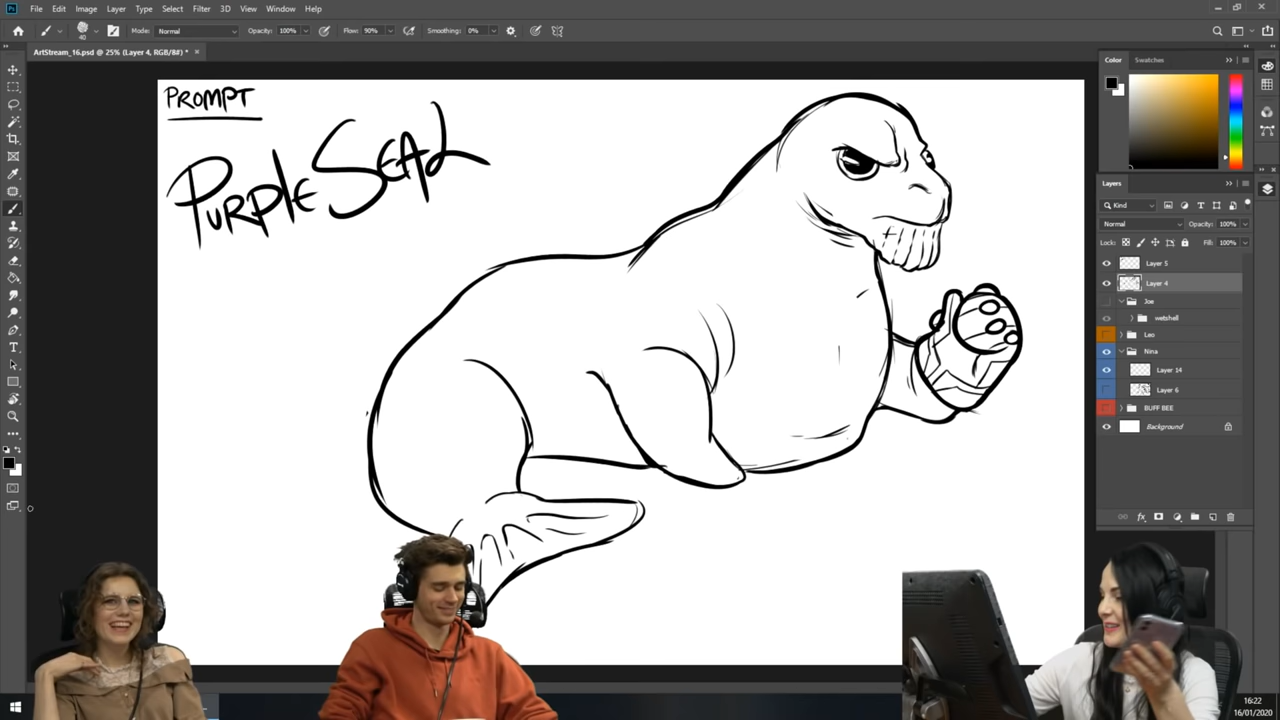 File Edit Image Layer Type Select Filter 3D View Window Help
40 Mode: Normal Opacity: 100% Flow: 90% Smoothing: 0%
ArtStream_16.psd @ 25% (Layer 4, RGB/8#) * ×
Color Swatches
PROMPT
PURPLE SEAL
Layers
Kind
Normal Opacity: 100%
Lock: Fill: 100%
Layer 5
Layer 4
Joe
wetshell
Leo
Nina
Layer 14
Layer 6
BUFF BEE
Background
16:22
16/01/2020